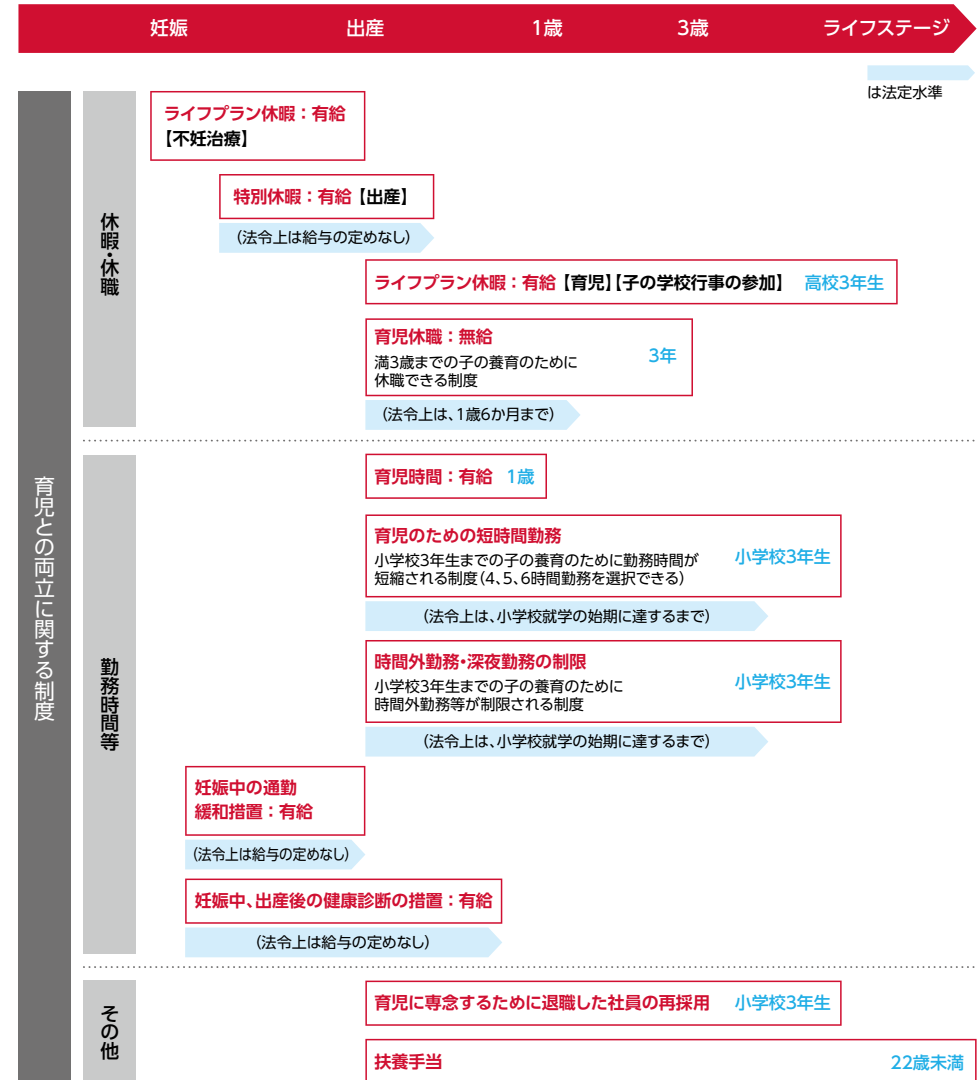 妊娠 出産 1歳 3歳 ライフステージ
は法定水準
育児との両立に関する制度
休暇・休職
ライフプラン休暇：有給
【不妊治療】
特別休暇：有給【出産】
(法令上は給与の定めなし)
ライフプラン休暇：有給【育児】【子の学校行事の参加】 高校3年生
育児休職：無給
満3歳までの子の養育のために
休職できる制度
3年
(法令上は、1歳6か月まで)
勤務時間等
育児時間：有給 1歳
育児のための短時間勤務
小学校3年生までの子の養育のために勤務時間が
短縮される制度(4、5、6時間勤務を選択できる)
小学校3年生
(法令上は、小学校就学の始期に達するまで)
時間外勤務・深夜勤務の制限
小学校3年生までの子の養育のために
時間外勤務等が制限される制度
小学校3年生
(法令上は、小学校就学の始期に達するまで)
妊娠中の通勤
緩和措置：有給
(法令上は給与の定めなし)
妊娠中、出産後の健康診断の措置：有給
(法令上は給与の定めなし)
その他
育児に専念するために退職した社員の再採用 小学校3年生
扶養手当 22歳未満